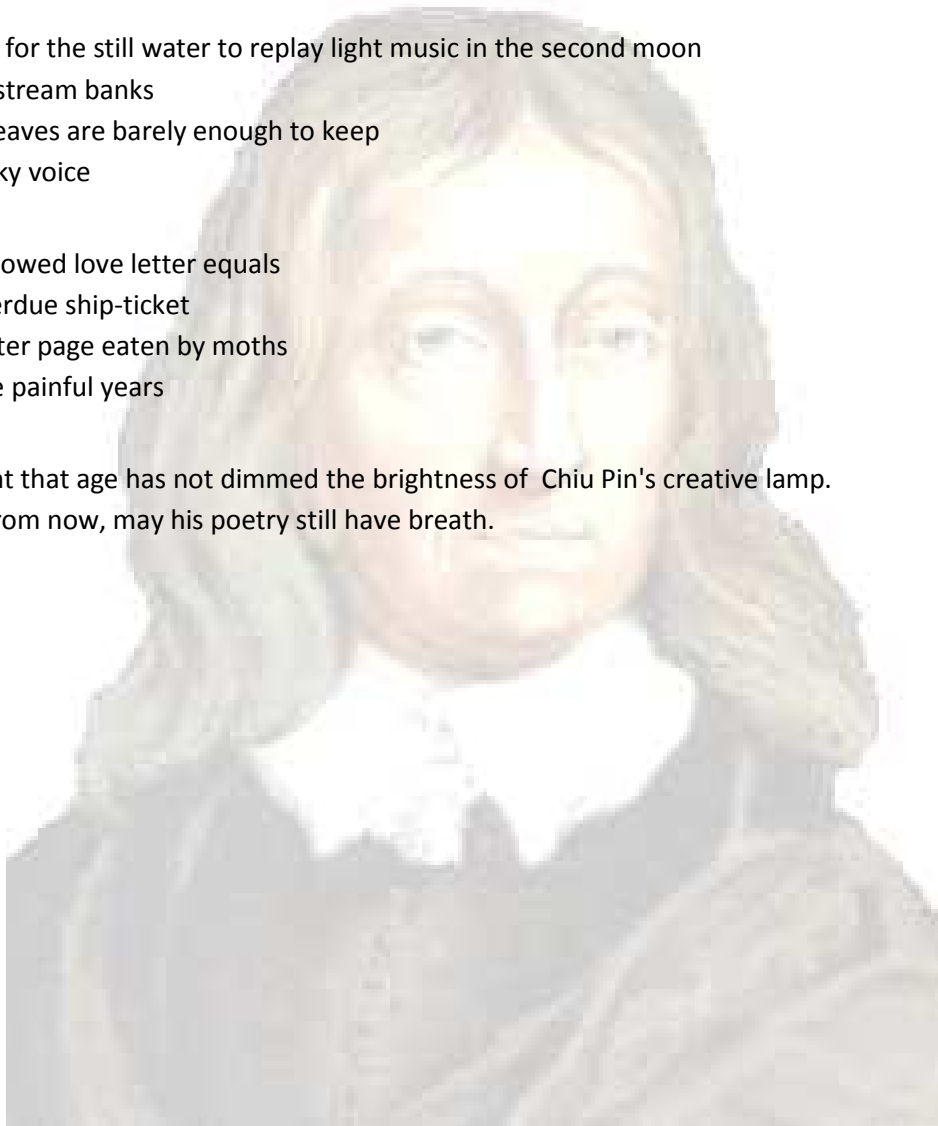 for the still water to replay light music in the second moon
stream banks
eaves are barely enough to keep
ky voice
owed love letter equals
erdue ship-ticket
ter page eaten by moths
e painful years
nt that age has not dimmed the brightness of  Chiu Pin's creative lamp.
rom now, may his poetry still have breath.